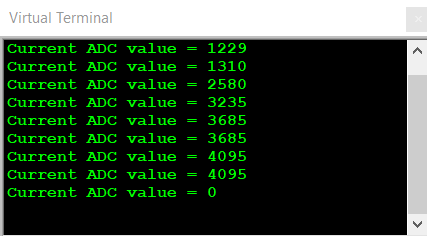 Virtual Terminal
Current ADC value = 1229
Current ADC value = 1310
Current ADC value = 2580
Current ADC value = 3235
Current ADC value = 3685
Current ADC value = 3685
Current ADC value = 4095
Current ADC value = 4095
Current ADC value = 0